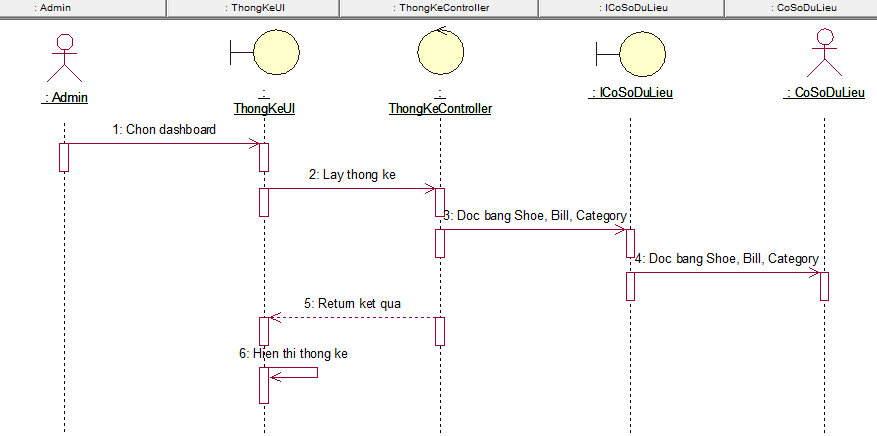 : Admin
: ThongKeUI
: ThongKeController
: ICoSoDuLieu
: CoSoDuLieu
: Admin
:
ThongKeUI
:
ThongKeController
: ICoSoDuLieu
: CoSoDuLieu
1: Chon dashboard
2: Lay thong ke
3: Doc bang Shoe, Bill, Category
4: Doc bang Shoe, Bill, Category
5: Return ket qua
6: Hien thi thong ke